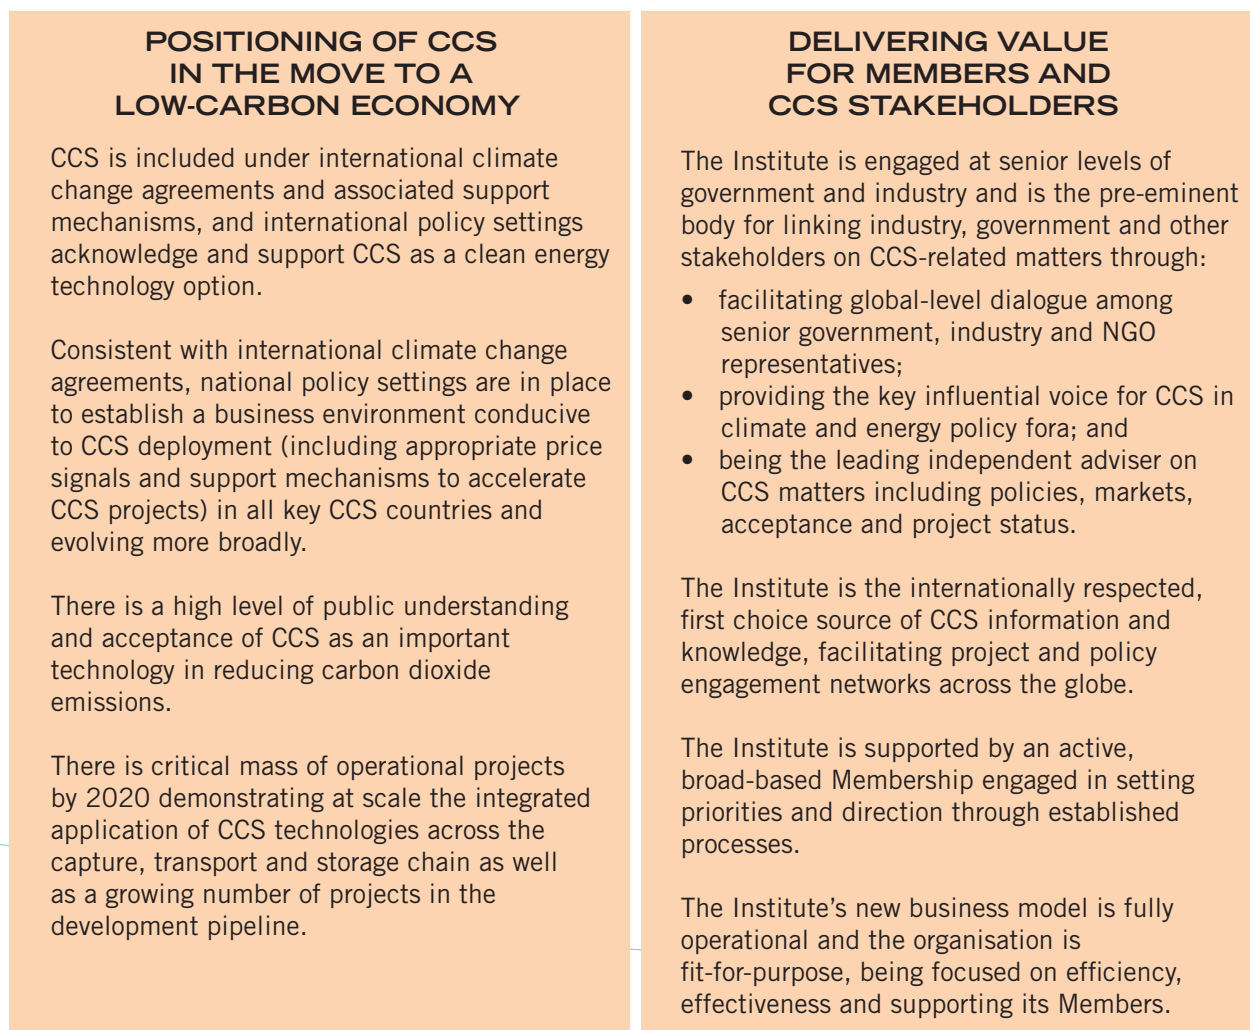 POSITIONING OF CCS
IN THE MOVE TO A
LOW-CARBON ECONOMY
CCS is included under international climate
change agreements and associated support
mechanisms, and international policy settings
acknowledge and support CCS as a clean energy
technology option.
Consistent with international climate change
agreements, national policy settings are in place
to establish a business environment conducive
to CCS deployment (including appropriate price
signals and support mechanisms to accelerate
CCS projects) in all key CCS countries and
evolving more broadly.
There is a high level of public understanding
and acceptance of CCS as an important
technology in reducing carbon dioxide
emissions.
There is critical mass of operational projects
by 2020 demonstrating at scale the integrated
application of CCS technologies across the
capture, transport and storage chain as well
as a growing number of projects in the
development pipeline.
DELIVERING VALUE
FOR MEMBERS AND
CCS STAKEHOLDERS
The Institute is engaged at senior levels of
government and industry and is the pre-eminent
body for linking industry, government and other
stakeholders on CCS-related matters through:
• facilitating global-level dialogue among
senior government, industry and NGO
representatives;
• providing the key influential voice for CCS in
climate and energy policy fora; and
• being the leading independent adviser on
CCS matters including policies, markets,
acceptance and project status.
The Institute is the internationally respected,
first choice source of CCS information and
knowledge, facilitating project and policy
engagement networks across the globe.
The Institute is supported by an active,
broad-based Membership engaged in setting
priorities and direction through established
processes.
The Institute’s new business model is fully
operational and the organisation is
fit-for-purpose, being focused on efficiency,
effectiveness and supporting its Members.